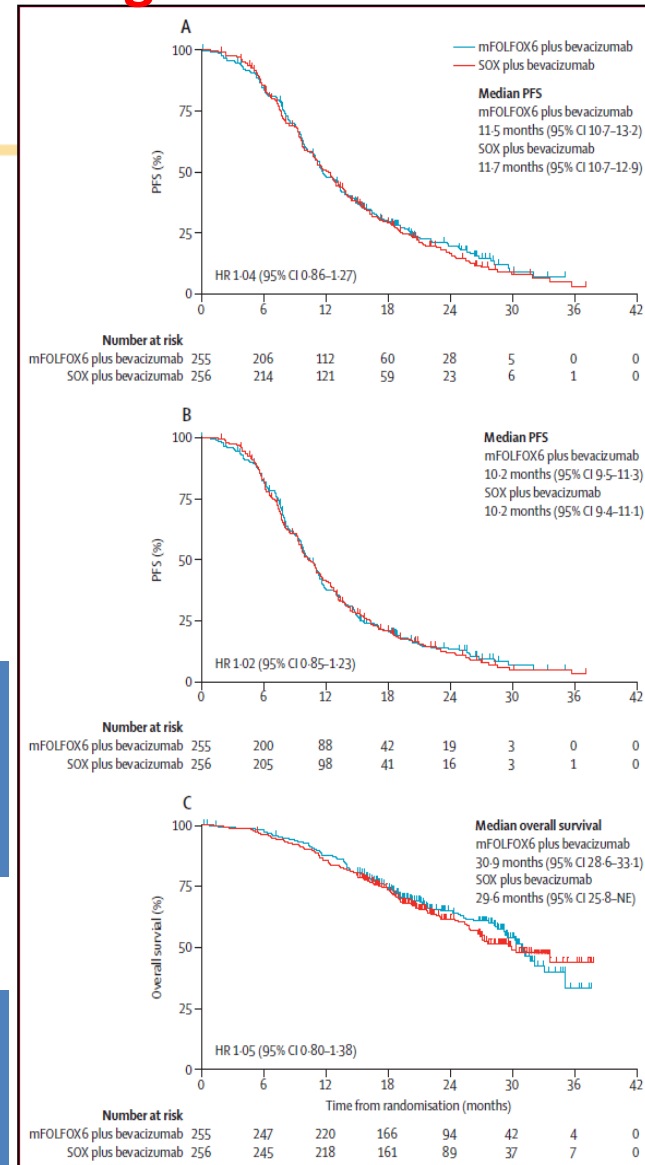 g
A
mFOLFOX6 plus bevacizumab
SOX plus bevacizumab
Median PFS
mFOLFOX6 plus bevacizumab
11·5 months (95% CI 10·7–13·2)
SOX plus bevacizumab
11·7 months (95% CI 10·7–12·9)
100
75
50
25
0
PFS (%)
HR 1·04 (95% CI 0·86–1·27)
0 6 12 18 24 30 36 42
Number at risk
mFOLFOX6 plus bevacizumab 255 206 112 60 28 5 0 0
SOX plus bevacizumab 256 214 121 59 23 6 1 0
B
Median PFS
mFOLFOX6 plus bevacizumab
10·2 months (95% CI 9·5–11·3)
SOX plus bevacizumab
10·2 months (95% CI 9·4–11·1)
100
75
50
25
0
PFS (%)
HR 1·02 (95% CI 0·85–1·23)
0 6 12 18 24 30 36 42
Number at risk
mFOLFOX6 plus bevacizumab 255 200 88 42 19 3 0 0
SOX plus bevacizumab 256 205 98 41 16 3 1 0
C
Median overall survival
mFOLFOX6 plus bevacizumab
30·9 months (95% CI 28·6–33·1)
SOX plus bevacizumab
29·6 months (95% CI 25·8–NE)
100
75
50
25
0
Overall survial (%)
HR 1·05 (95% CI 0·80–1·38)
0 6 12 18 24 30 36 42
Time from randomisation (months)
Number at risk
mFOLFOX6 plus bevacizumab 255 247 220 166 94 42 4 0
SOX plus bevacizumab 256 245 218 161 89 37 7 0